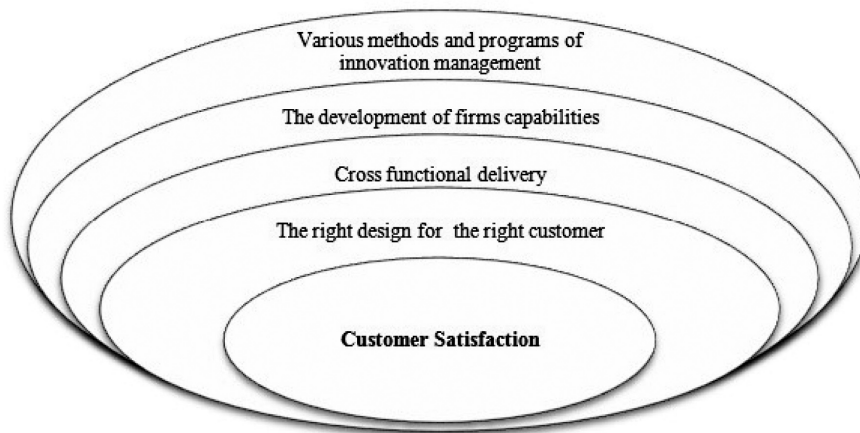 Various methods and programs of
innovation management
The development of firms capabilities
Cross functional delivery
The right design for the right customer
Customer Satisfaction